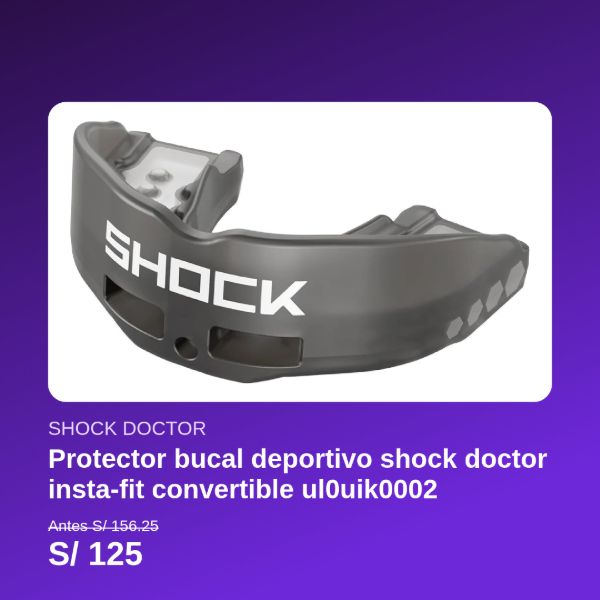 SHOCK
SHOCK DOCTOR
Protector bucal deportivo shock doctor
insta-fit convertible ul0uik0002
Antes S/ 156.25
S/ 125